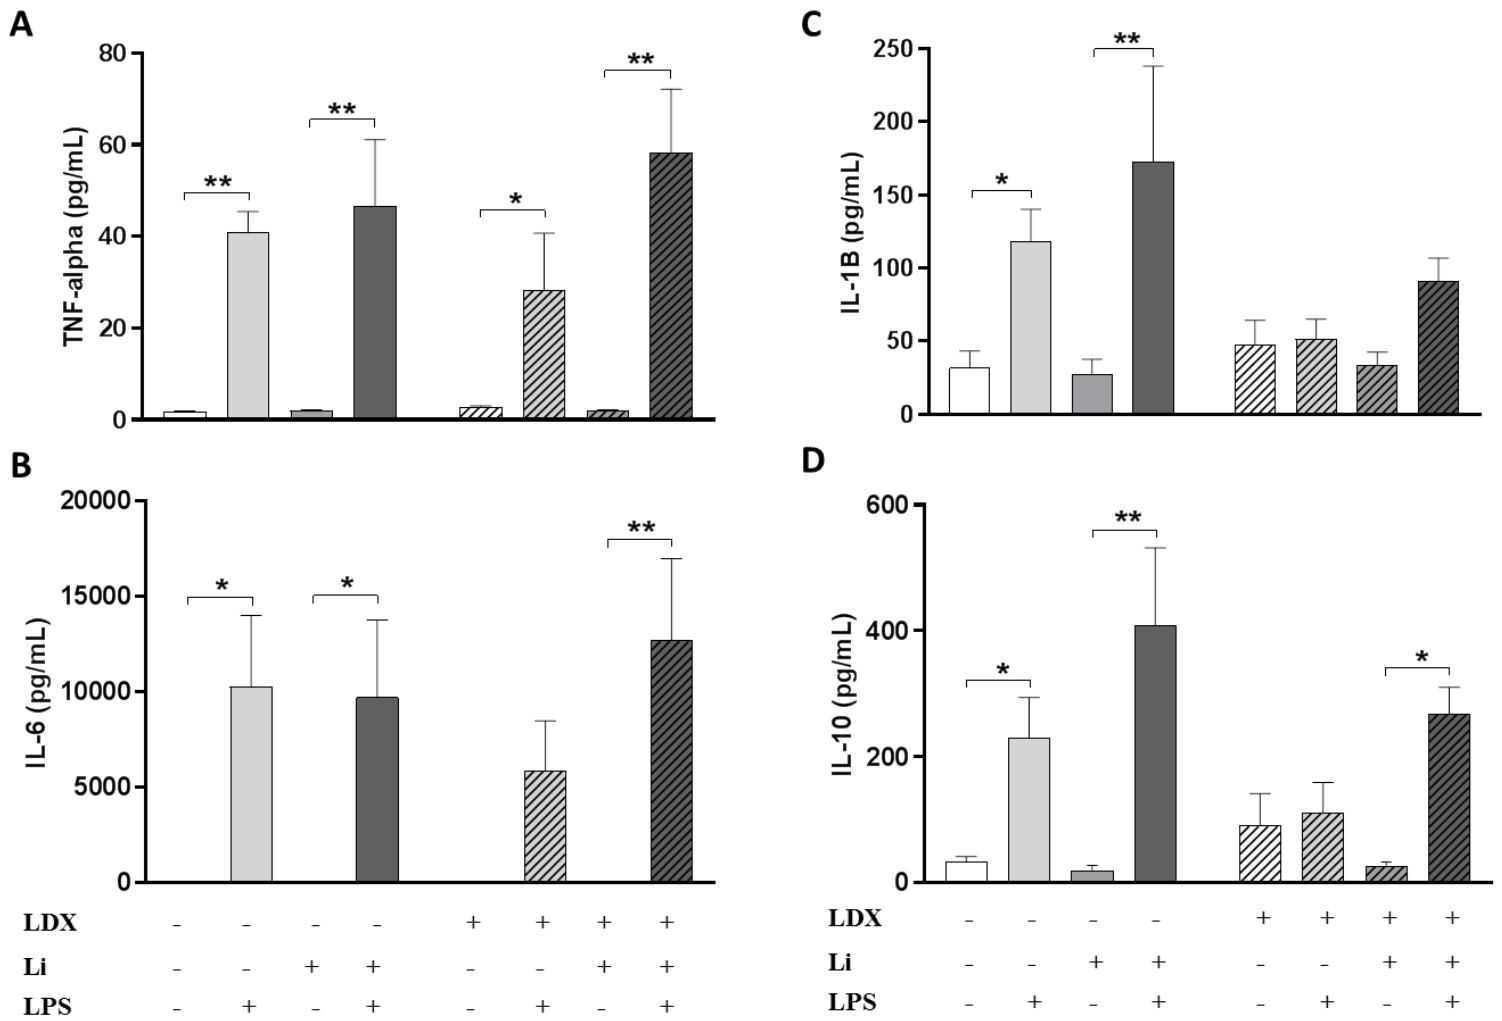 A
TNF-alpha (pg/mL)
80
60
40
20
0
** ** * **
C
IL-1B (pg/mL)
250
200
150
100
50
0
* **
B
IL-6 (pg/mL)
20000
15000
10000
5000
0
* * **
D
IL-10 (pg/mL)
600
400
200
0
* ** *
LDX - - - - + + + +
Li - - + + - - + +
LPS - + - + - + - +
LDX - - - - + + + +
Li - - + + - - + +
LPS - + - + - + - +